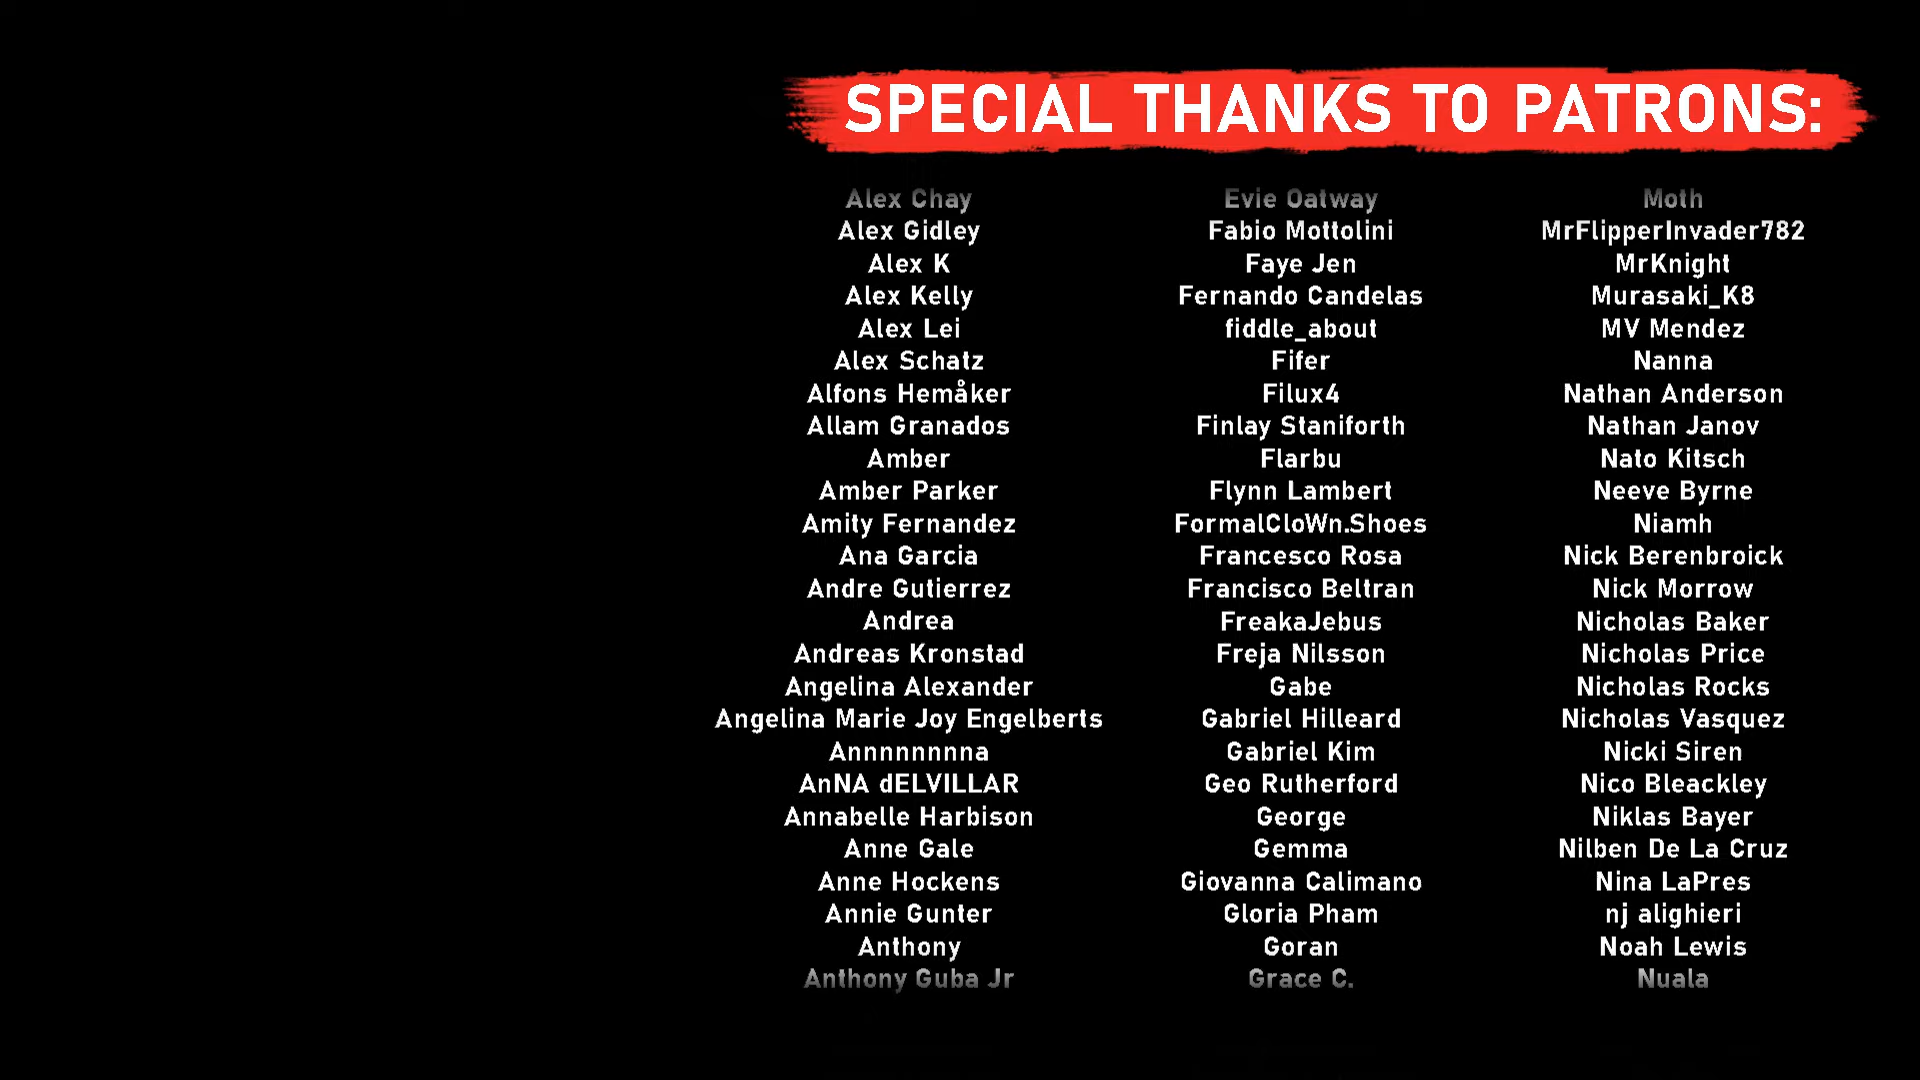 SPECIAL THANKS TO PATRONS:
Alex Chay
Alex Gidley
Alex K
Alex Kelly
Alex Lei
Alex Schatz
Alfons Hemåker
Allam Granados
Amber
Amber Parker
Amity Fernandez
Ana Garcia
Andre Gutierrez
Andrea
Andreas Kronstad
Angelina Alexander
Angelina Marie Joy Engelberts
Annnnnnnna
AnNA dELVILLAR
Annabelle Harbison
Anne Gale
Anne Hockens
Annie Gunter
Anthony
Anthony Guba Jr
Evie Oatway
Fabio Mottolini
Faye Jen
Fernando Candelas
fiddle_about
Fifer
Filux4
Finlay Staniforth
Flarbu
Flynn Lambert
FormalCloWn.Shoes
Francesco Rosa
Francisco Beltran
FreakaJebus
Freja Nilsson
Gabe
Gabriel Hilleard
Gabriel Kim
Geo Rutherford
George
Gemma
Giovanna Calimano
Gloria Pham
Goran
Grace C.
Moth
MrFlipperInvader782
MrKnight
Murasaki_K8
MV Mendez
Nanna
Nathan Anderson
Nathan Janov
Nato Kitsch
Neeve Byrne
Niamh
Nick Berenbroick
Nick Morrow
Nicholas Baker
Nicholas Price
Nicholas Rocks
Nicholas Vasquez
Nicki Siren
Nico Bleackley
Niklas Bayer
Nilben De La Cruz
Nina LaPres
nj alighieri
Noah Lewis
Nuala